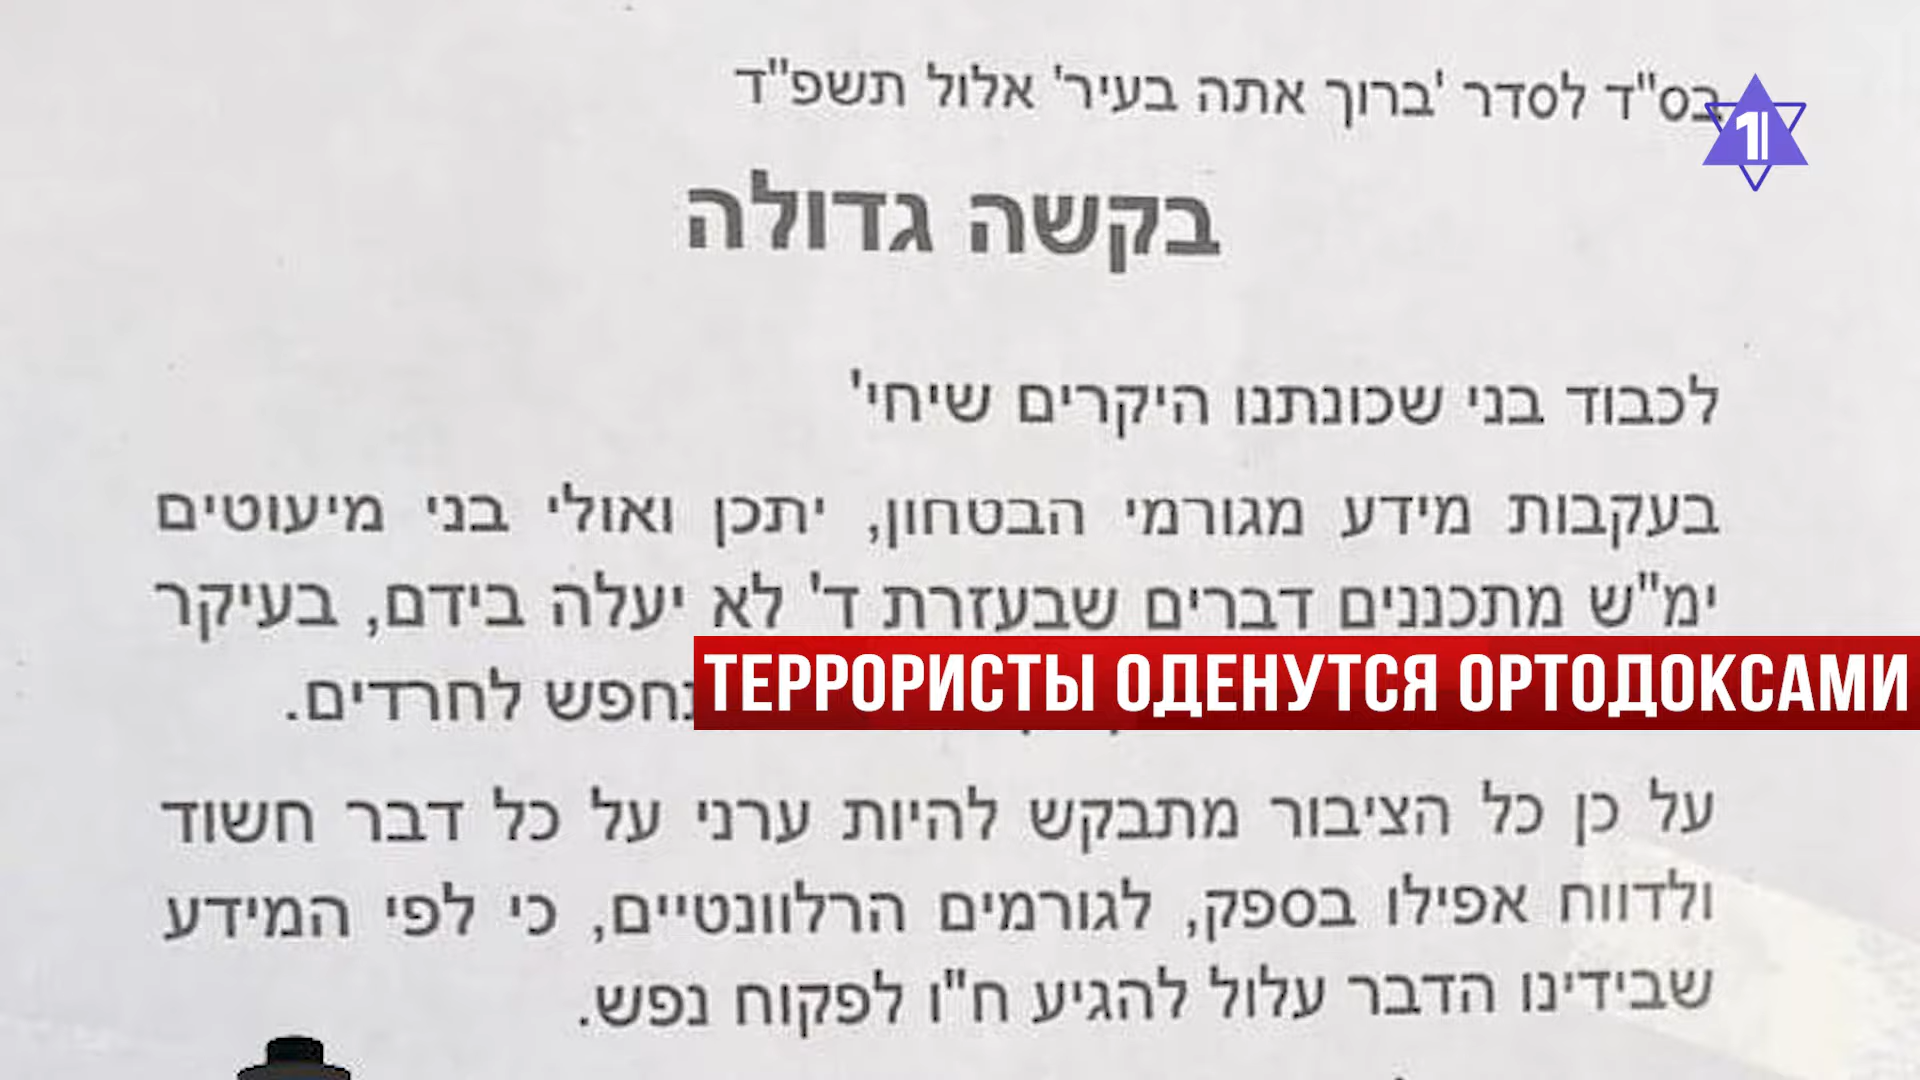 בס"ד לסדר 'ברוך אתה בעיר' אלול תשפ"ד
בקשה גדולה
לכבוד בני שכונתנו היקרים שיחי'
בעקבות מידע מגורמי הבטחון, יתכן ואולי בני מיעוטים
ימ"ש מתכננים דברים שבעזרת ד' לא יעלה בידם, בעיקר
לחרדים.
ТЕРРОРИСТЫ ОДЕНУТСЯ ОРТОДОКСАМИ
על כן כל הציבור מתבקש להיות ערני על כל דבר חשוד
ולדווח אפילו בספק, לגורמים הרלוונטיים, כי לפי המידע
שבידינו הדבר עלול להגיע ח"ו לפקוח נפש.